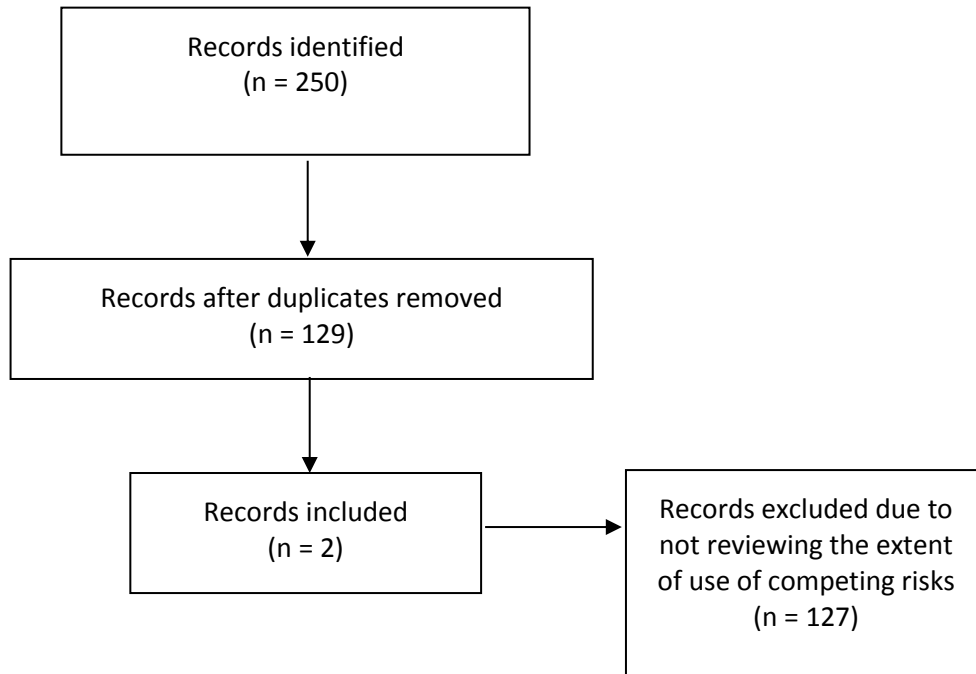 Records identified
(n = 250)
Records after duplicates removed
(n = 129)
Records included
(n = 2)
Records excluded due to
not reviewing the extent
of use of competing risks
(n = 127)